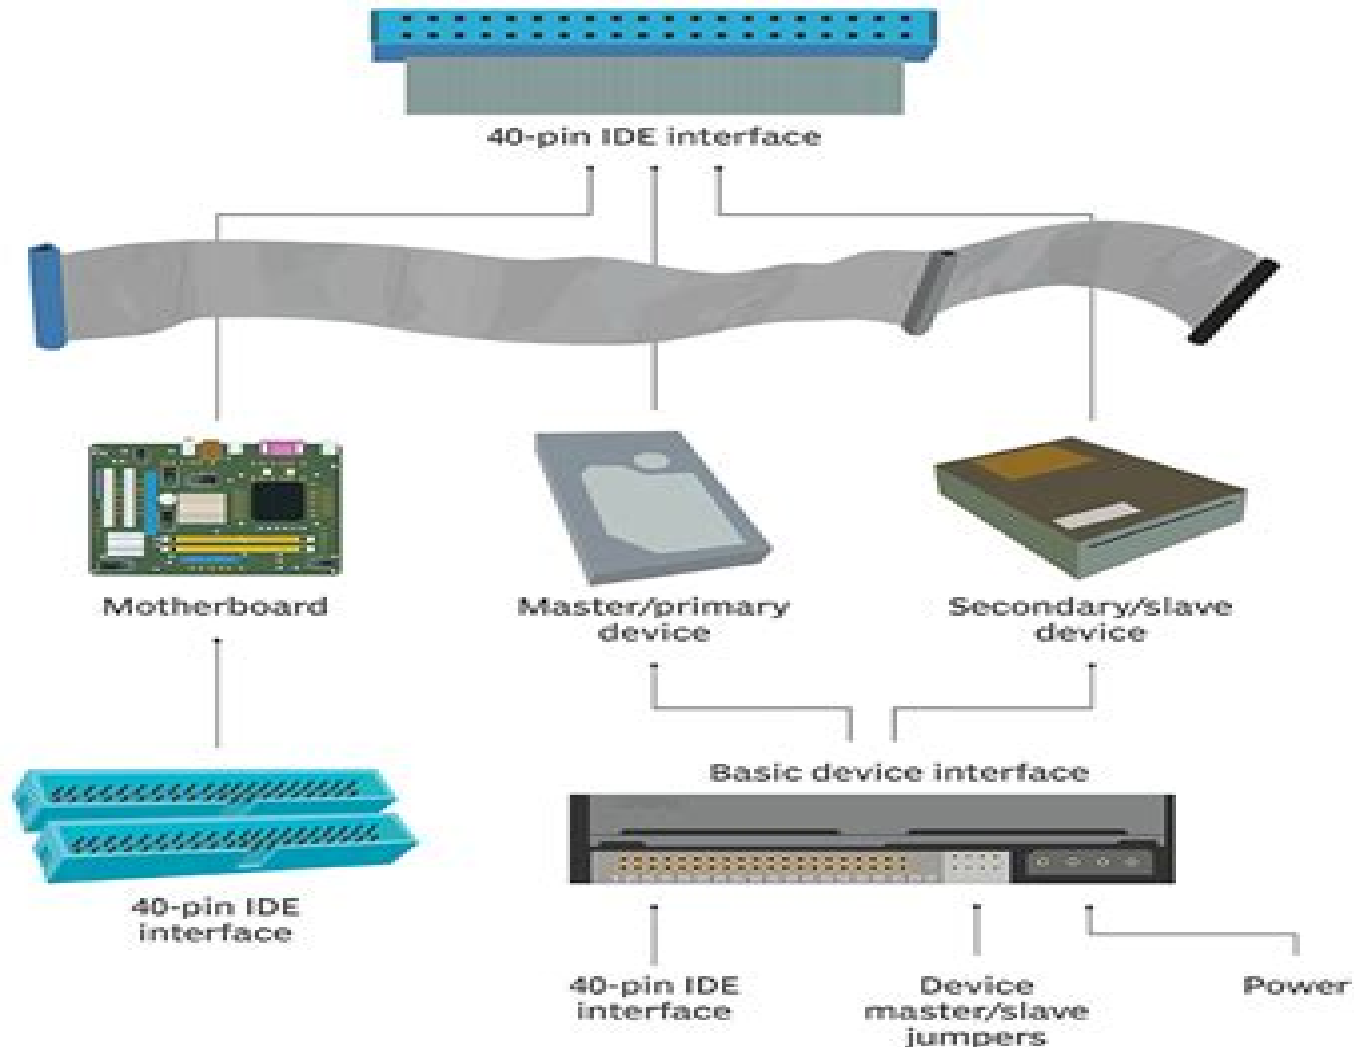 40-pin IDE interface
Motherboard
Master/primary
device
Secondary/slave
device
Basic device interface
40-pin IDE
interface
40-pin IDE
interface
Device
master/slave
jumpers
Power